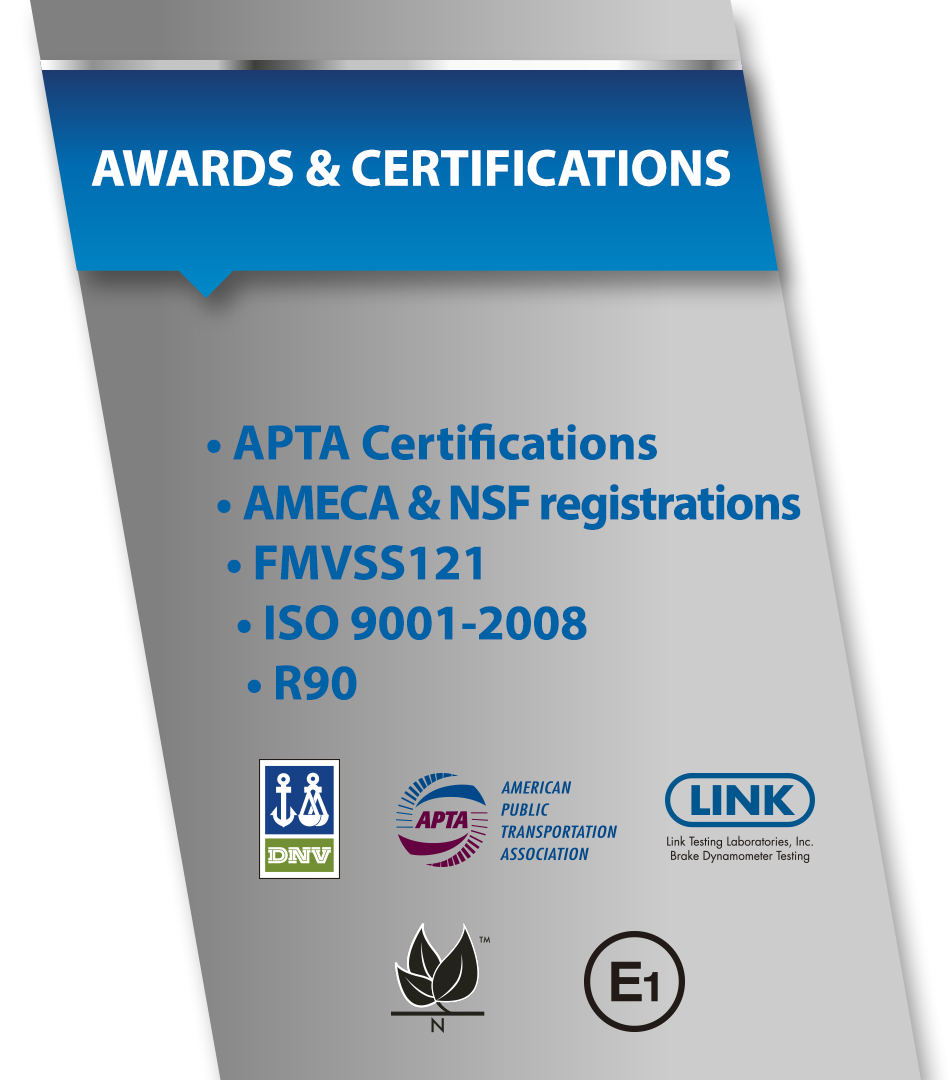 AWARDS & CERTIFICATIONS
• APTA Certifications
• AMECA & NSF registrations
• FMVSS121
• ISO 9001-2008
• R90
DNV
APTA
AMERICAN
PUBLIC
TRANSPORTATION
ASSOCIATION
LINK
Link Testing Laboratories, Inc.
Brake Dynamometer Testing
TM
N
E1